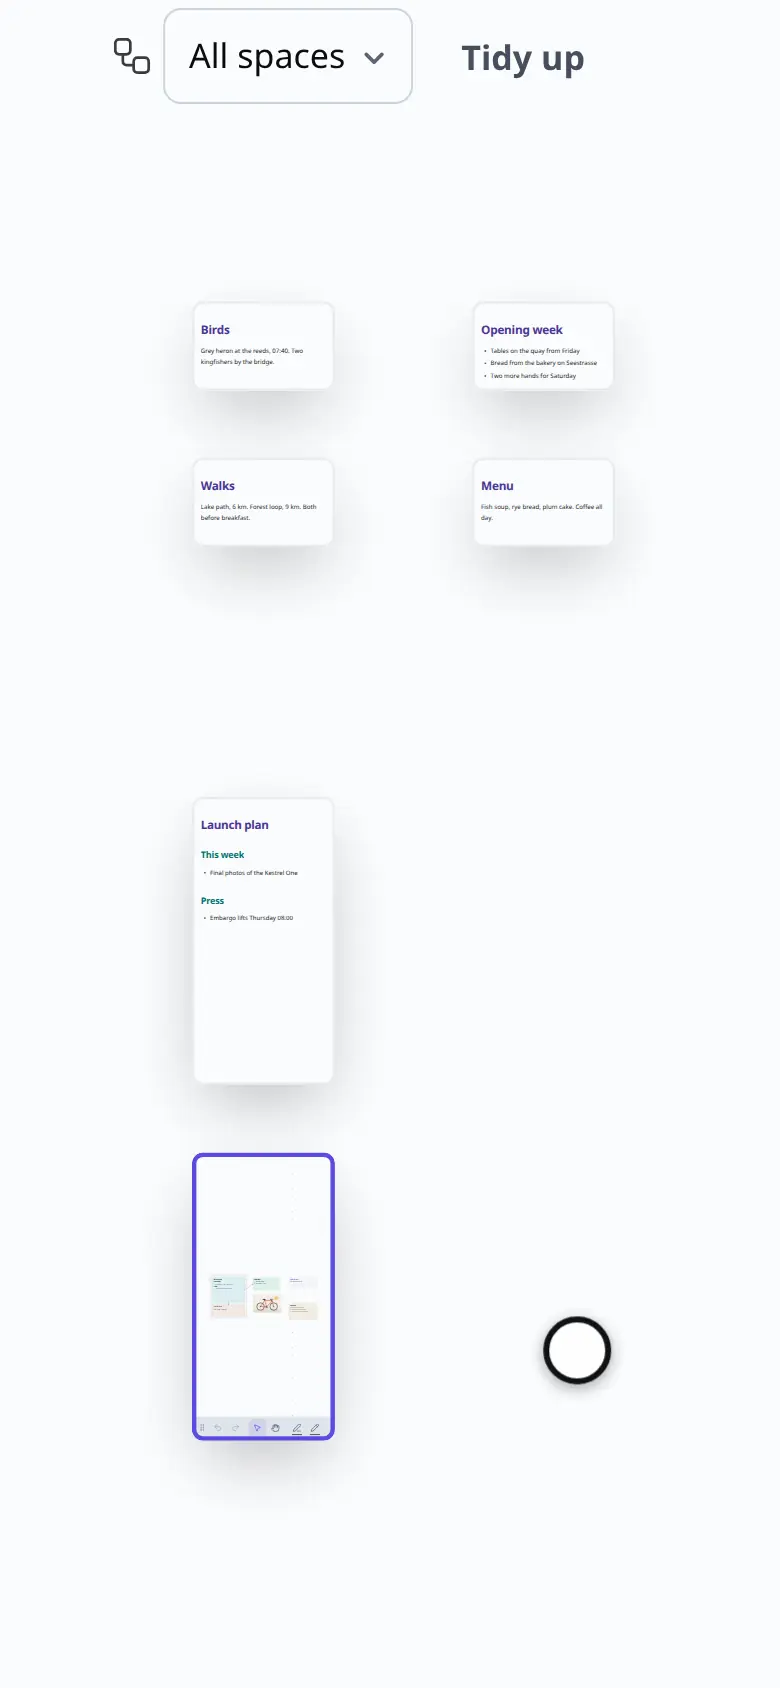 All spaces
Tidy up
Birds
Grey heron at the reeds, 07:40. Two
kingfishers by the bridge.
Opening week
• Tables on the quay from Friday
• Bread from the bakery on Seestrasse
• Two more hands for Saturday
Walks
Lake path, 6 km. Forest loop, 9 km. Both
before breakfast.
Menu
Fish soup, rye bread, plum cake. Coffee all
day.
Launch plan
This week
• Final photos of the Kestrel One
Press
• Embargo lifts Thursday 08:00